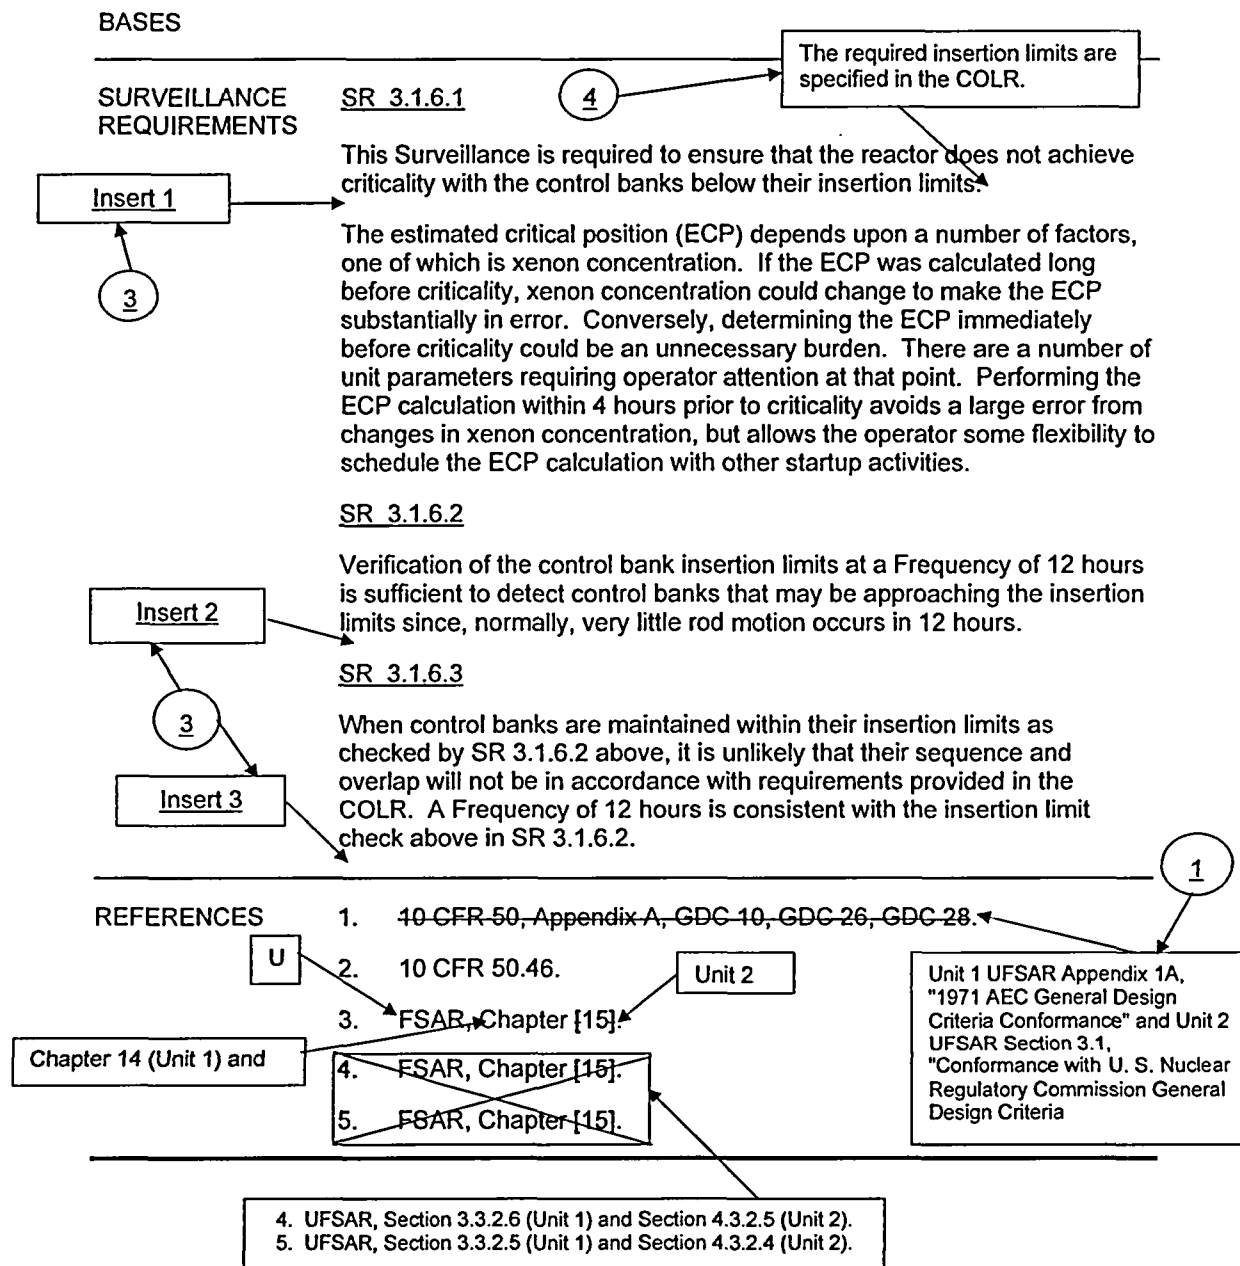 BASES
The required insertion limits are
specified in the COLR.
SURVEILLANCE
REQUIREMENTS
SR 3.1.6.1
4
This Surveillance is required to ensure that the reactor does not achieve
criticality with the control banks below their insertion limits.
Insert 1
3
The estimated critical position (ECP) depends upon a number of factors,
one of which is xenon concentration. If the ECP was calculated long
before criticality, xenon concentration could change to make the ECP
substantially in error. Conversely, determining the ECP immediately
before criticality could be an unnecessary burden. There are a number of
unit parameters requiring operator attention at that point. Performing the
ECP calculation within 4 hours prior to criticality avoids a large error from
changes in xenon concentration, but allows the operator some flexibility to
schedule the ECP calculation with other startup activities.
SR 3.1.6.2
Verification of the control bank insertion limits at a Frequency of 12 hours
is sufficient to detect control banks that may be approaching the insertion
limits since, normally, very little rod motion occurs in 12 hours.
Insert 2
SR 3.1.6.3
3
When control banks are maintained within their insertion limits as
checked by SR 3.1.6.2 above, it is unlikely that their sequence and
overlap will not be in accordance with requirements provided in the
COLR. A Frequency of 12 hours is consistent with the insertion limit
check above in SR 3.1.6.2.
Insert 3
1
REFERENCES
1. 10 CFR 50, Appendix A, GDC 10, GDC 26, GDC 28.
U
2. 10 CFR 50.46.
Unit 2
3. FSAR, Chapter [15].
Chapter 14 (Unit 1) and
4. FSAR, Chapter [15].
5. FSAR, Chapter [15].
Unit 1 UFSAR Appendix 1A,
"1971 AEC General Design
Criteria Conformance" and Unit 2
UFSAR Section 3.1,
"Conformance with U. S. Nuclear
Regulatory Commission General
Design Criteria
4. UFSAR, Section 3.3.2.6 (Unit 1) and Section 4.3.2.5 (Unit 2).
5. UFSAR, Section 3.3.2.5 (Unit 1) and Section 4.3.2.4 (Unit 2).